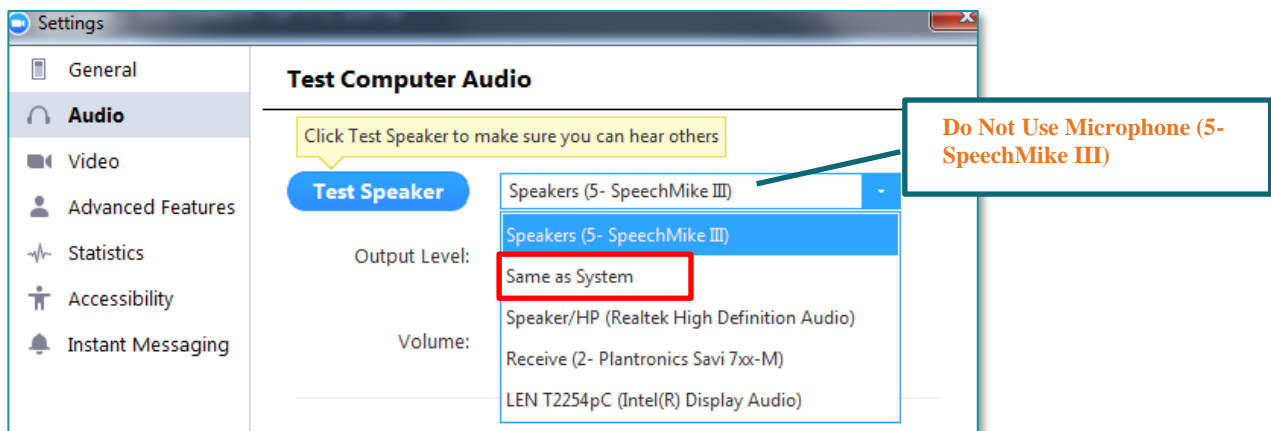 Settings
General
Audio
Video
Advanced Features
Statistics
Accessibility
Instant Messaging
Test Computer Audio
Click Test Speaker to make sure you can hear others
Test Speaker
Speakers (5- SpeechMike III)
Speakers (5- SpeechMike III)
Output Level:
Same as System
Speaker/HP (Realtek High Definition Audio)
Volume:
Receive (2- Plantronics Savi 7xx-M)
LEN T2254pC (Intel(R) Display Audio)
Do Not Use Microphone (5-
SpeechMike III)